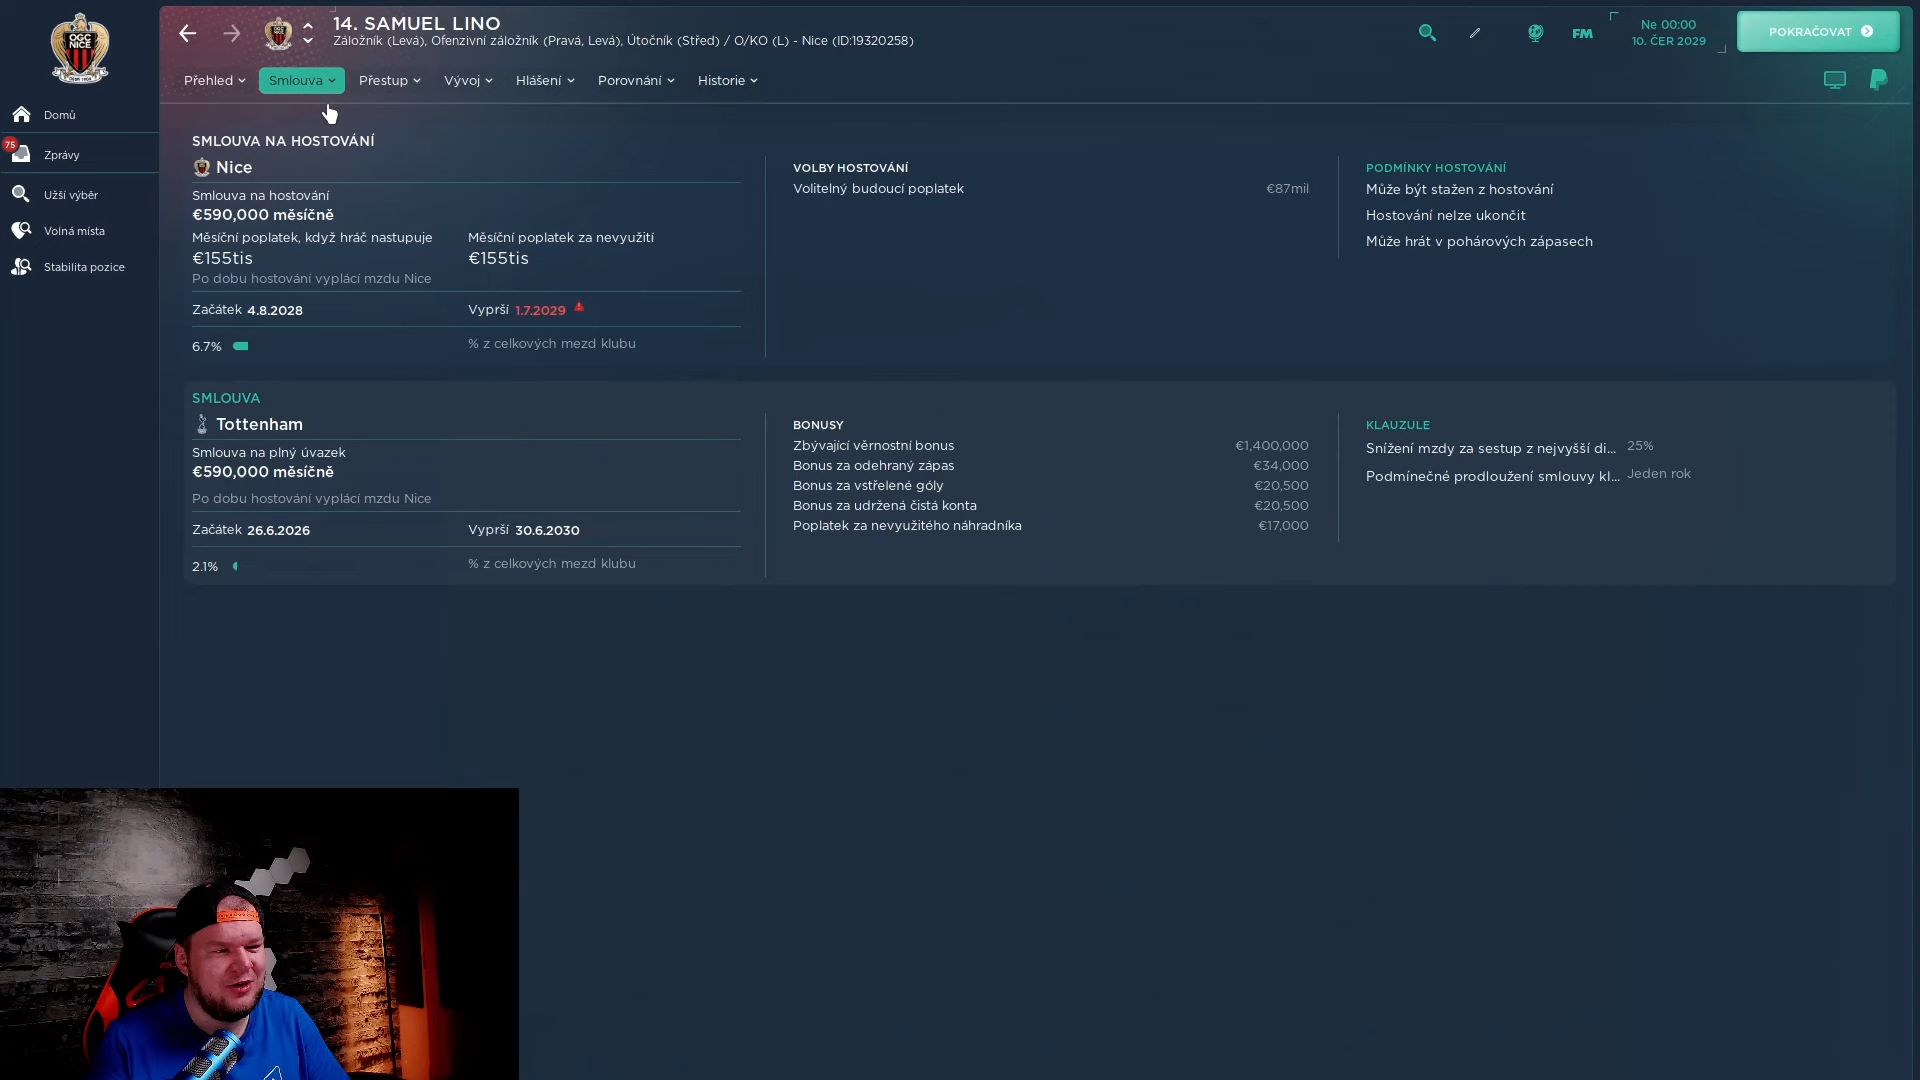 OGC
NICE
14. SAMUEL LINO
Záložník (Levá), Ofenzivní záložník (Pravá, Levá), Útočník (Střed) / O/KO (L) - Nice (ID:19320258)
FM
Ne 00:00
10. ČER 2029
POKRAČOVAT
Přehled
Smlouva
Přestup
Vývoj
Hlášení
Porovnání
Historie
Domů
75
Zprávy
Užší výběr
Volná místa
Stabilita pozice
SMLOUVA NA HOSTOVÁNÍ
Nice
Smlouva na hostování
€590,000 měsíčně
Měsíční poplatek, když hráč nastupuje
Měsíční poplatek za nevyužití
€155tis
€155tis
Po dobu hostování vyplácí mzdu Nice
Začátek 4.8.2028
Vyprší 1.7.2029
6.7%
% z celkových mezd klubu
VOLBY HOSTOVÁNÍ
Volitelný budoucí poplatek €87mil
PODMÍNKY HOSTOVÁNÍ
Může být stažen z hostování
Hostování nelze ukončit
Může hrát v pohárových zápasech
SMLOUVA
Tottenham
Smlouva na plný úvazek
€590,000 měsíčně
Po dobu hostování vyplácí mzdu Nice
Začátek 26.6.2026
Vyprší 30.6.2030
2.1%
% z celkových mezd klubu
BONUSY
Zbývající věrnostní bonus €1,400,000
Bonus za odehraný zápas €34,000
Bonus za vstřelené góly €20,500
Bonus za udržená čistá konta €20,500
Poplatek za nevyužitého náhradníka €17,000
KLAUZULE
Snížení mzdy za sestup z nejvyšší di... 25%
Podmínečné prodloužení smlouvy kl... Jeden rok